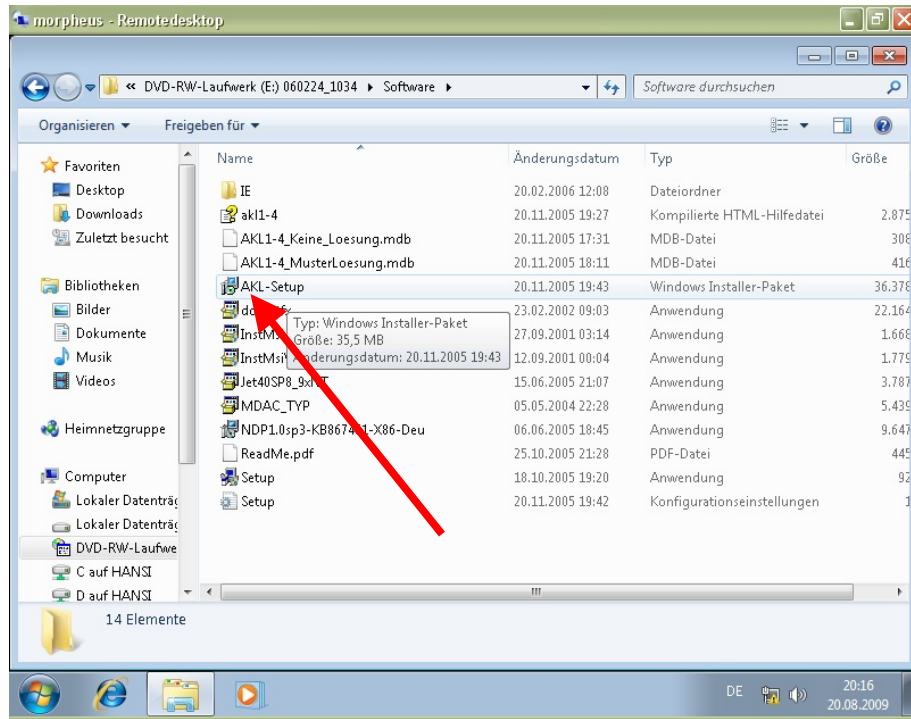 morpheus - Remotedesktop
« DVD-RW-Laufwerk (E:) 060224_1034 Software
Software durchsuchen
Organisieren Freigeben für
Name Änderungsdatum Typ Größe
Favoriten
Desktop
Downloads
Zuletzt besucht
Bibliotheken
Bilder
Dokumente
Musik
Videos
Heimnetzgruppe
Computer
Lokaler Datenträg
Lokaler Datenträg
DVD-RW-Laufwe
C auf HANSI
D auf HANSI
IE 20.02.2006 12:08 Dateiordner
akl1-4 20.11.2005 19:27 Kompilierte HTML-Hilfedatei 2.875
AKL1-4_Keine_Loesung.mdb 20.11.2005 17:31 MDB-Datei 308
AKL1-4_MusterLoesung.mdb 20.11.2005 18:11 MDB-Datei 416
AKL-Setup 20.11.2005 19:43 Windows Installer-Paket 36.378
23.02.2002 09:03 Anwendung 22.164
27.09.2001 03:14 Anwendung 1.668
12.09.2001 00:04 Anwendung 1.779
Typ: Windows Installer-Paket
Größe: 35,5 MB
Änderungsdatum: 20.11.2005 19:43
15.06.2005 21:07 Anwendung 3.787
MDAC_TYP 05.05.2004 22:28 Anwendung 5.439
06.06.2005 18:45 Anwendung 9.647
ReadMe.pdf 25.10.2005 21:28 PDF-Datei 445
Setup 18.10.2005 19:20 Anwendung 92
Setup 20.11.2005 19:42 Konfigurationseinstellungen 1
14 Elemente
DE 20:16
20.08.2009